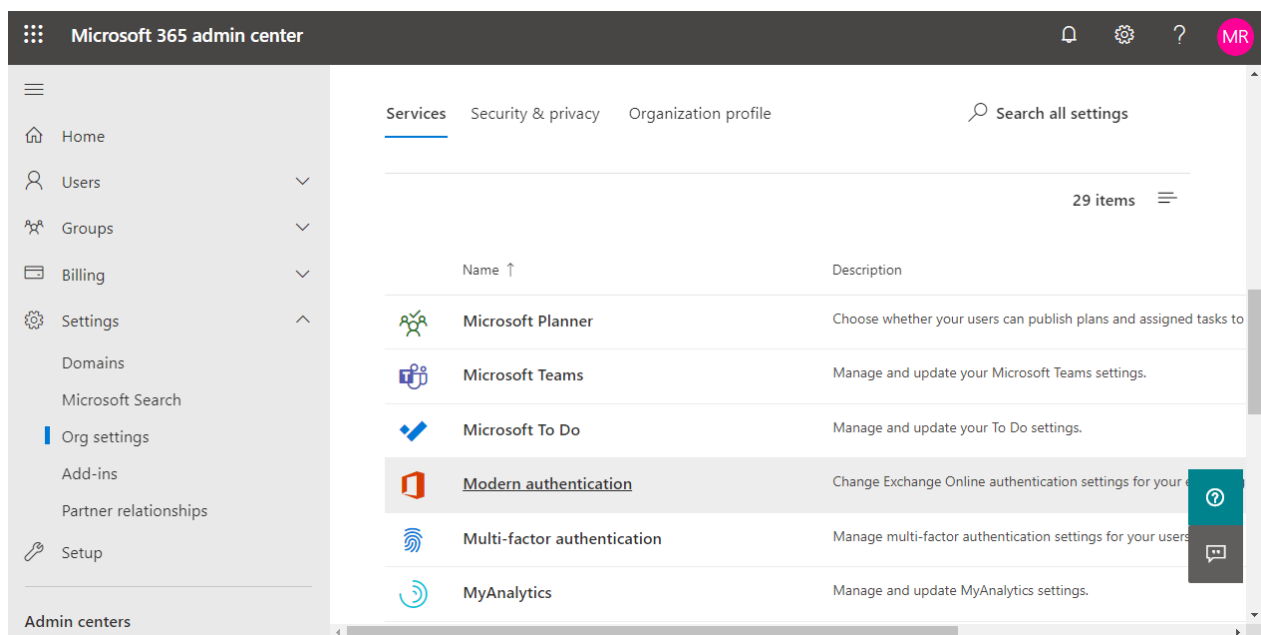 Microsoft 365 admin center
MR
Home
Users
Groups
Billing
Settings
Domains
Microsoft Search
Org settings
Add-ins
Partner relationships
Setup
Admin centers
Services Security & privacy Organization profile Search all settings
29 items
Name ↑ Description
Microsoft Planner Choose whether your users can publish plans and assigned tasks to
Microsoft Teams Manage and update your Microsoft Teams settings.
Microsoft To Do Manage and update your To Do settings.
Modern authentication Change Exchange Online authentication settings for your
Multi-factor authentication Manage multi-factor authentication settings for your users
MyAnalytics Manage and update MyAnalytics settings.